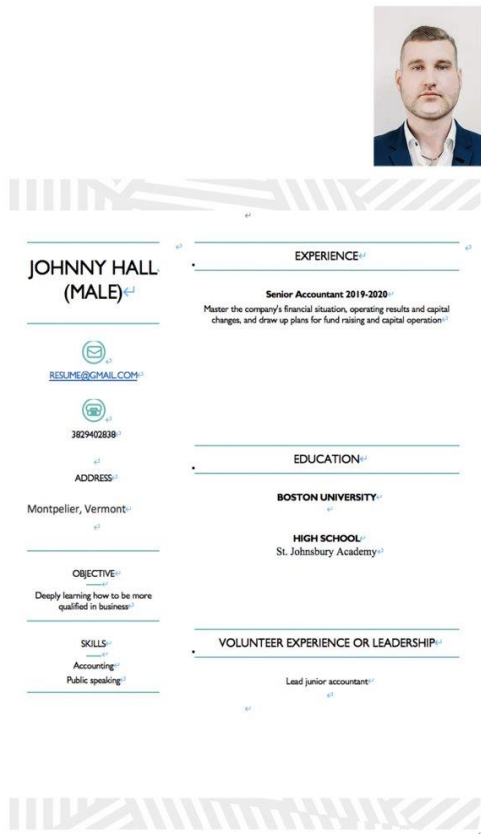 JOHNNY HALL
(MALE)
RESUME@GMAIL.COM
3829402838
ADDRESS
Montpelier, Vermont
OBJECTIVE
Deeply learning how to be more
qualified in business
SKILLS
Accounting
Public speaking
EXPERIENCE
Senior Accountant 2019-2020
Master the company's financial situation, operating results and capital
changes, and draw up plans for fund raising and capital operation
EDUCATION
BOSTON UNIVERSITY
HIGH SCHOOL
St. Johnsbury Academy
VOLUNTEER EXPERIENCE OR LEADERSHIP
Lead junior accountant